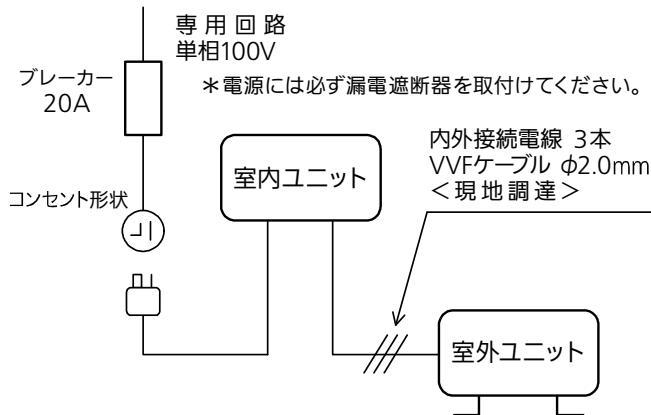 専用回路
単相100V
ブレーカー
20A
＊電源には必ず漏電遮断器を取付けてください。
内外接続電線 3本
VVFケーブル φ2.0mm
＜現地調達＞
室内ユニット
コンセント形状
室外ユニット